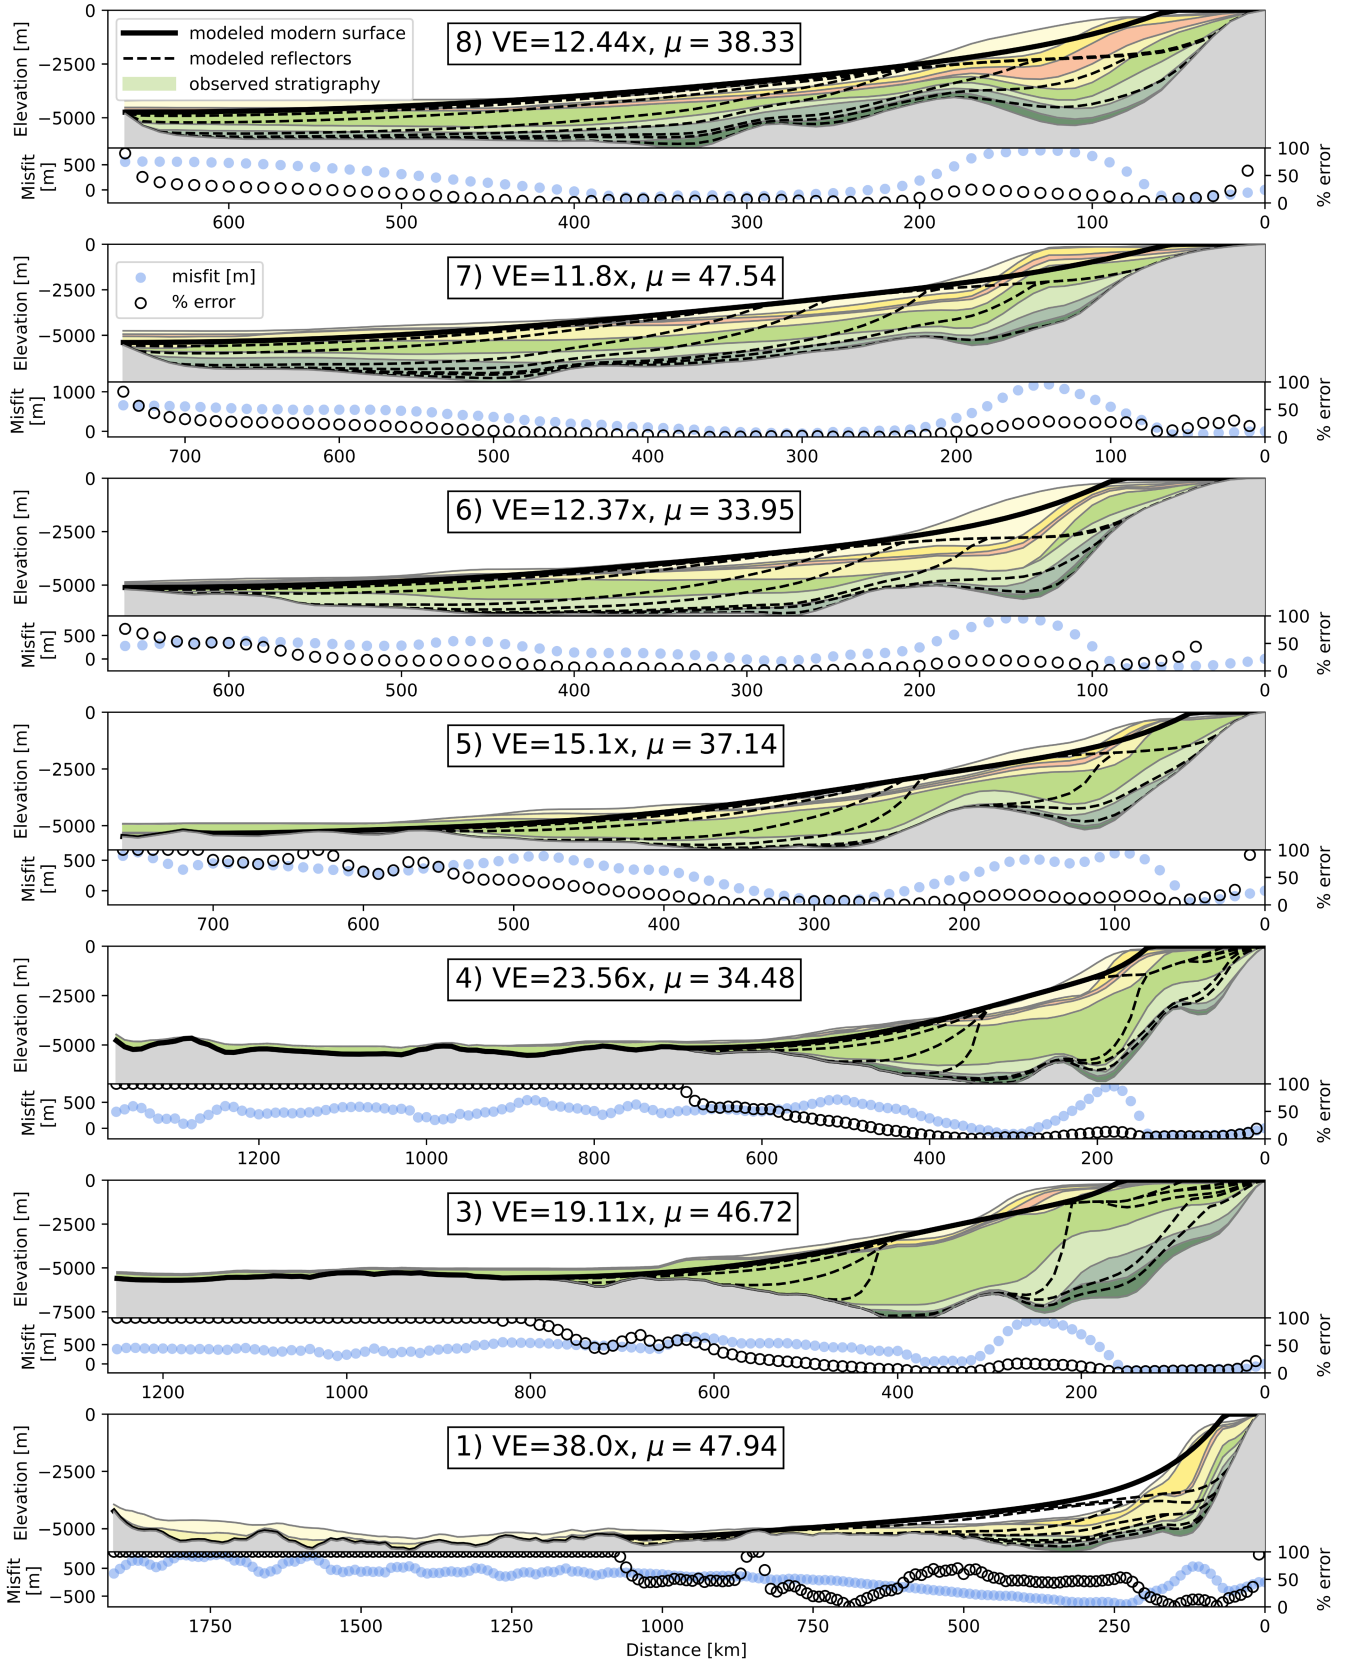 8) VE=12.44x, μ = 38.33
modeled modern surface
modeled reflectors
observed stratigraphy
Elevation [m]
0
−2500
−5000
Misfit
[m]
500
0
100
50
0
% error
600
500
400
300
200
100
0
7) VE=11.8x, μ = 47.54
misfit [m]
% error
Elevation [m]
0
−2500
−5000
Misfit
[m]
1000
0
100
50
0
% error
700
600
500
400
300
200
100
0
6) VE=12.37x, μ = 33.95
Elevation [m]
0
−2500
−5000
Misfit
[m]
500
0
100
50
0
% error
600
500
400
300
200
100
0
5) VE=15.1x, μ = 37.14
Elevation [m]
0
−2500
−5000
Misfit
[m]
500
0
100
50
0
% error
700
600
500
400
300
200
100
0
4) VE=23.56x, μ = 34.48
Elevation [m]
0
−2500
−5000
Misfit
[m]
500
0
100
50
0
% error
1200
1000
800
600
400
200
0
3) VE=19.11x, μ = 46.72
Elevation [m]
0
−2500
−5000
−7500
Misfit
[m]
500
0
100
50
0
% error
1200
1000
800
600
400
200
0
1) VE=38.0x, μ = 47.94
Elevation [m]
0
−2500
−5000
Misfit
[m]
500
−500
100
50
0
% error
1750
1500
1250
1000
750
500
250
0
Distance [km]